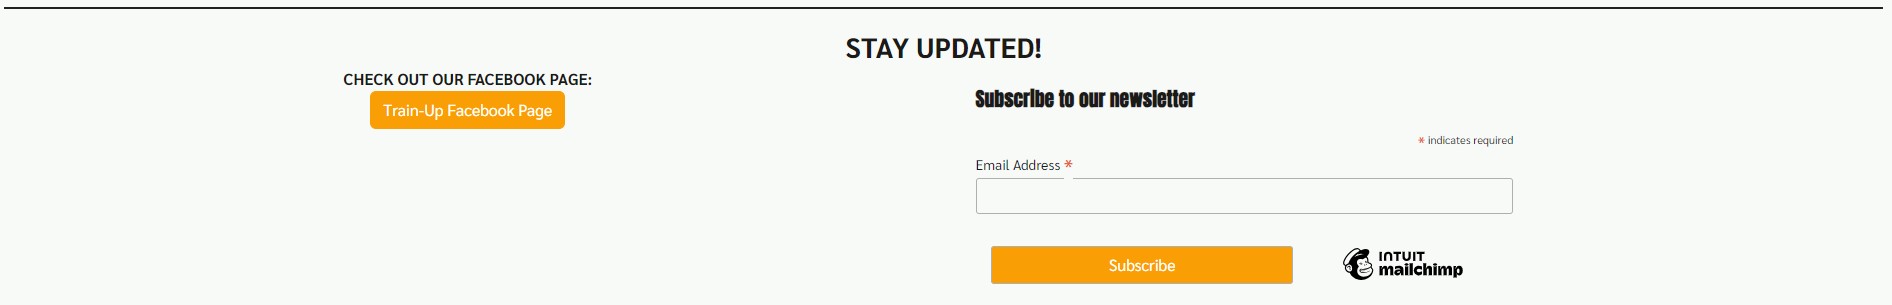 STAY UPDATED!
CHECK OUT OUR FACEBOOK PAGE:
Train-Up Facebook Page
Subscribe to our newsletter
* indicates required
Email Address *
Subscribe
INTUIT
mailchimp